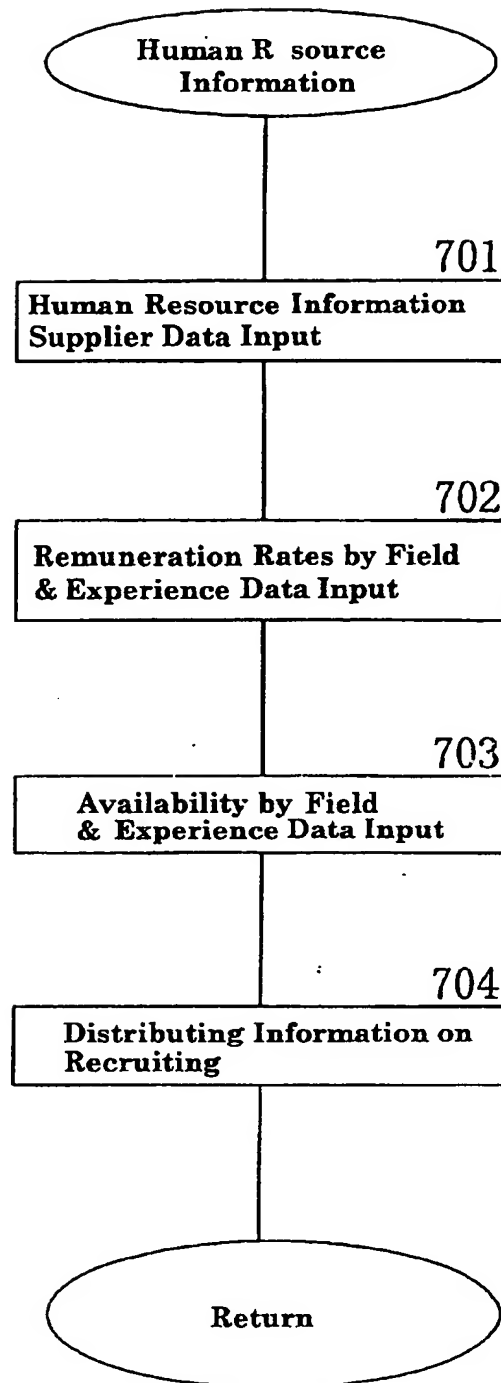 Human R source
Information
701
Human Resource Information
Supplier Data Input
702
Remuneration Rates by Field
& Experience Data Input
703
Availability by Field
& Experience Data Input
704
Distributing Information on
Recruiting
Return